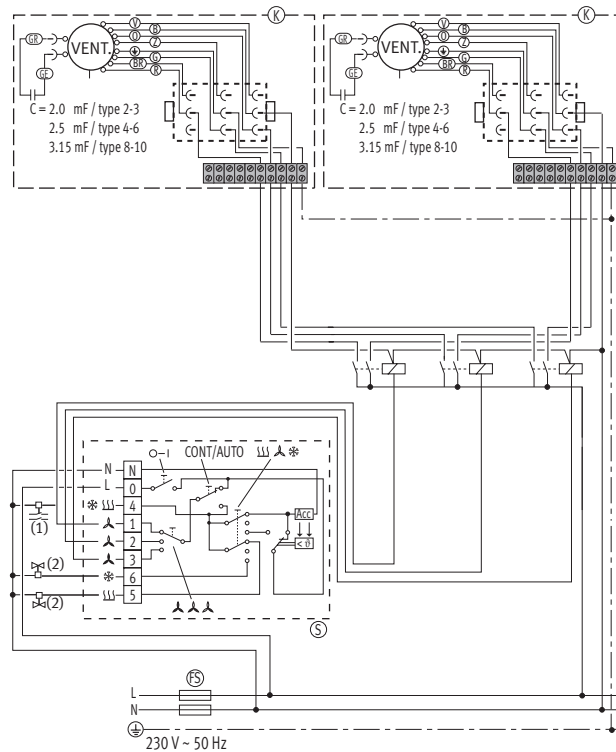 K
K
GR
VENT.
V
B
O
Z
G
BR
R
GE
C = 2.0 mF / type 2-3
2.5 mF / type 4-6
3.15 mF / type 8-10
GR
VENT.
V
B
O
Z
G
BR
R
GE
C = 2.0 mF / type 2-3
2.5 mF / type 4-6
3.15 mF / type 8-10
O–I
CONT/AUTO
N N
L 0
4
1
2
3
6
5
(1)
(2)
(2)
Acc
< ϑ
S
FS
L
N
230 V ~ 50 Hz